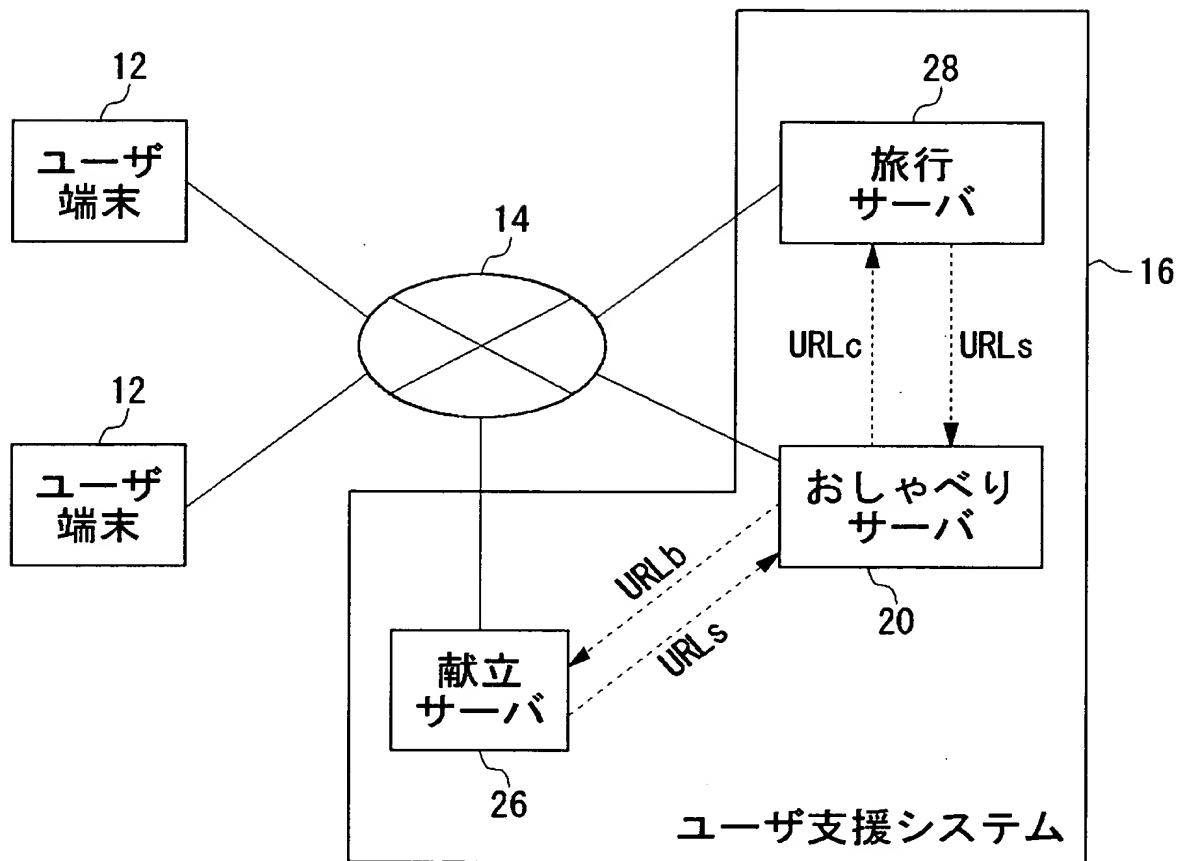 12
ユーザ
端末
28
旅行
サーバ
14
16
URLc
URLs
12
ユーザ
端末
おしゃべり
サーバ
20
URLb
URLs
献立
サーバ
26
ユーザ支援システム